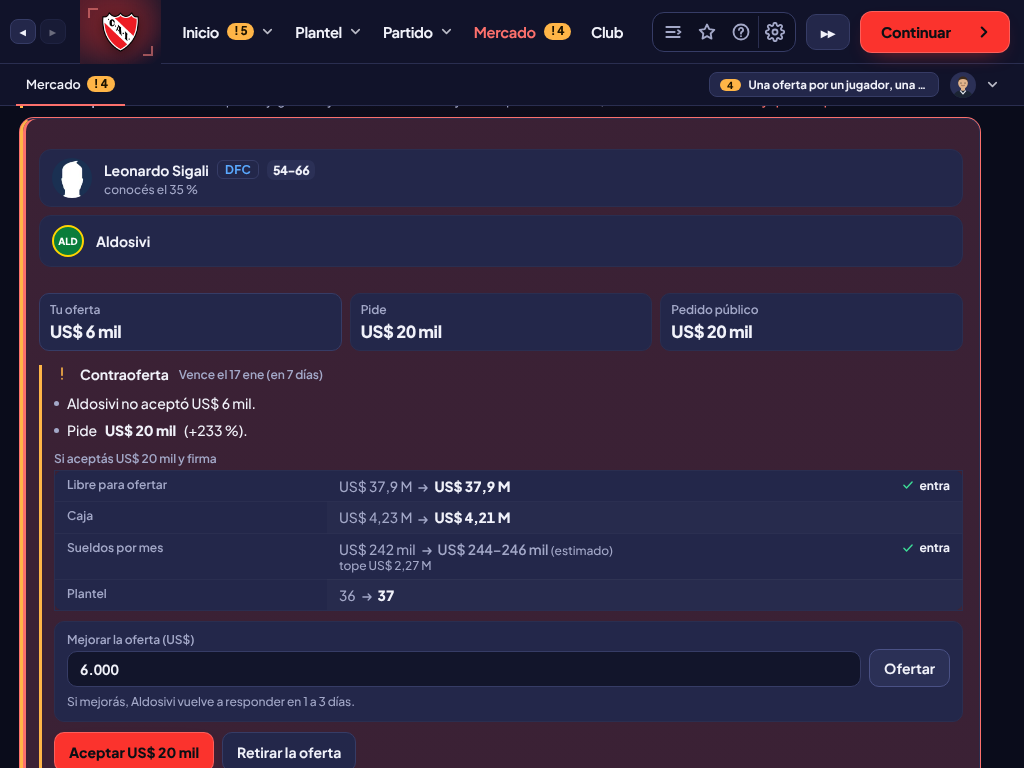 Inicio ! 5
Plantel
Partido
Mercado ! 4
Club
Continuar
Mercado ! 4
4 Una oferta por un jugador, una ...
Leonardo Sigali DFC 54–66
conocés el 35 %
ALD Aldosivi
Tu oferta
US$ 6 mil
Pide
US$ 20 mil
Pedido público
US$ 20 mil
! Contraoferta Vence el 17 ene (en 7 días)
• Aldosivi no aceptó US$ 6 mil.
• Pide US$ 20 mil (+233 %).
Si aceptás US$ 20 mil y firma
Libre para ofertar US$ 37,9 M → US$ 37,9 M ✓ entra
Caja US$ 4,23 M → US$ 4,21 M
Sueldos por mes US$ 242 mil → US$ 244–246 mil (estimado) ✓ entra
tope US$ 2,27 M
Plantel 36 → 37
Mejorar la oferta (US$)
6.000
Ofertar
Si mejorás, Aldosivi vuelve a responder en 1 a 3 días.
Aceptar US$ 20 mil
Retirar la oferta